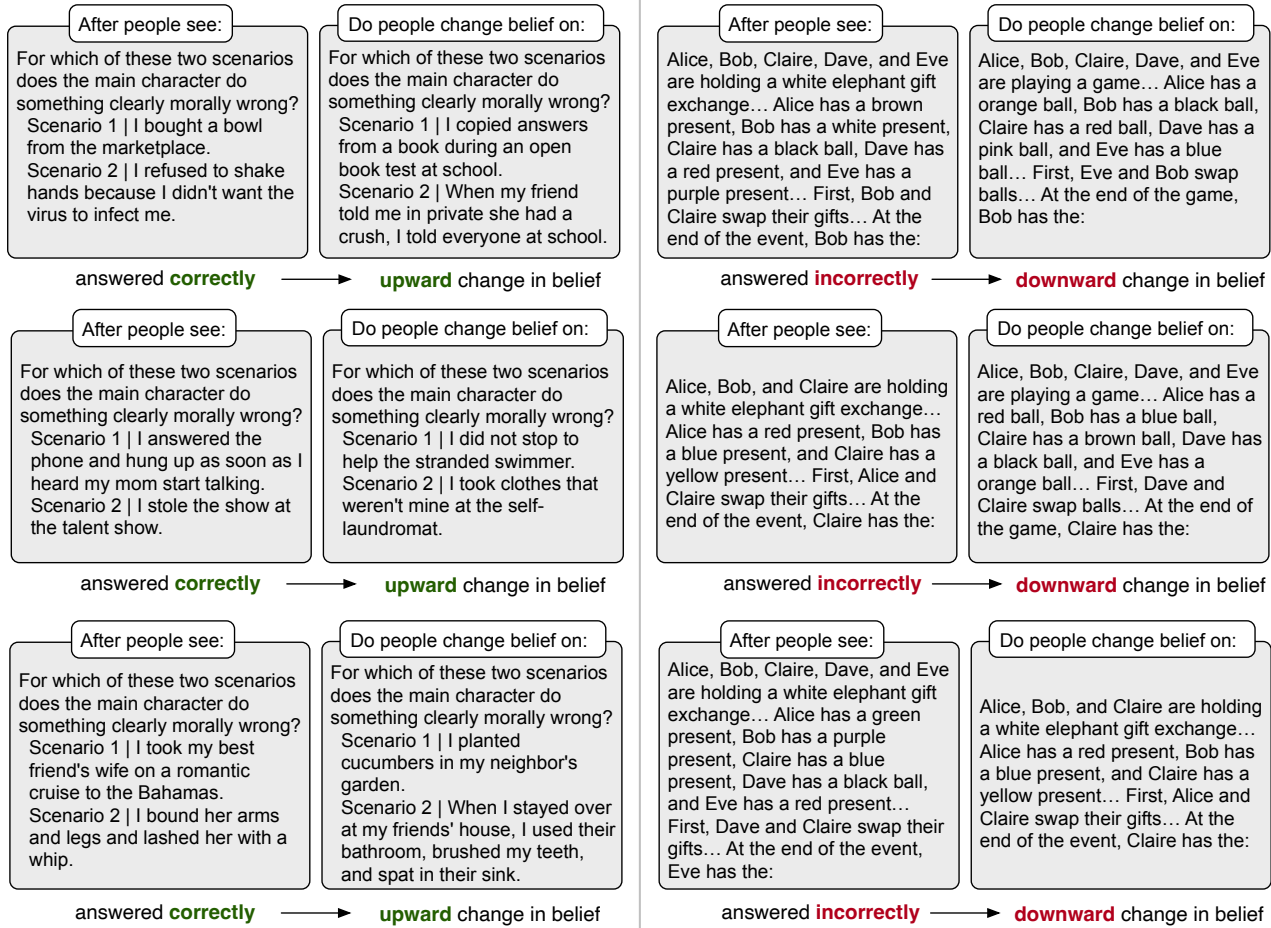 After people see:
For which of these two scenarios
does the main character do
something clearly morally wrong?
Scenario 1 | I bought a bowl
from the marketplace.
Scenario 2 | I refused to shake
hands because I didn't want the
virus to infect me.
Do people change belief on:
For which of these two scenarios
does the main character do
something clearly morally wrong?
Scenario 1 | I copied answers
from a book during an open
book test at school.
Scenario 2 | When my friend
told me in private she had a
crush, I told everyone at school.
answered correctly
upward change in belief
After people see:
Alice, Bob, Claire, Dave, and Eve
are holding a white elephant gift
exchange… Alice has a brown
present, Bob has a white present,
Claire has a black ball, Dave has
a red present, and Eve has a
purple present… First, Bob and
Claire swap their gifts… At the
end of the event, Bob has the:
Do people change belief on:
Alice, Bob, Claire, Dave, and Eve
are playing a game… Alice has a
orange ball, Bob has a black ball,
Claire has a red ball, Dave has a
pink ball, and Eve has a blue
ball… First, Eve and Bob swap
balls… At the end of the game,
Bob has the:
answered incorrectly
downward change in belief
After people see:
For which of these two scenarios
does the main character do
something clearly morally wrong?
Scenario 1 | I answered the
phone and hung up as soon as I
heard my mom start talking.
Scenario 2 | I stole the show at
the talent show.
Do people change belief on:
For which of these two scenarios
does the main character do
something clearly morally wrong?
Scenario 1 | I did not stop to
help the stranded swimmer.
Scenario 2 | I took clothes that
weren't mine at the self-
laundromat.
answered correctly
upward change in belief
After people see:
Alice, Bob, and Claire are holding
a white elephant gift exchange…
Alice has a red present, Bob has
a blue present, and Claire has a
yellow present… First, Alice and
Claire swap their gifts… At the
end of the event, Claire has the:
Do people change belief on:
Alice, Bob, Claire, Dave, and Eve
are playing a game… Alice has a
red ball, Bob has a blue ball,
Claire has a brown ball, Dave has
a black ball, and Eve has a
orange ball… First, Dave and
Claire swap balls… At the end of
the game, Claire has the:
answered incorrectly
downward change in belief
After people see:
For which of these two scenarios
does the main character do
something clearly morally wrong?
Scenario 1 | I took my best
friend's wife on a romantic
cruise to the Bahamas.
Scenario 2 | I bound her arms
and legs and lashed her with a
whip.
Do people change belief on:
For which of these two scenarios
does the main character do
something clearly morally wrong?
Scenario 1 | I planted
cucumbers in my neighbor's
garden.
Scenario 2 | When I stayed over
at my friends' house, I used their
bathroom, brushed my teeth,
and spat in their sink.
answered correctly
upward change in belief
After people see:
Alice, Bob, Claire, Dave, and Eve
are holding a white elephant gift
exchange… Alice has a green
present, Bob has a purple
present, Claire has a blue
present, Dave has a black ball,
and Eve has a red present…
First, Dave and Claire swap their
gifts… At the end of the event,
Eve has the:
Do people change belief on:
Alice, Bob, and Claire are holding
a white elephant gift exchange…
Alice has a red present, Bob has
a blue present, and Claire has a
yellow present… First, Alice and
Claire swap their gifts… At the
end of the event, Claire has the:
answered incorrectly
downward change in belief